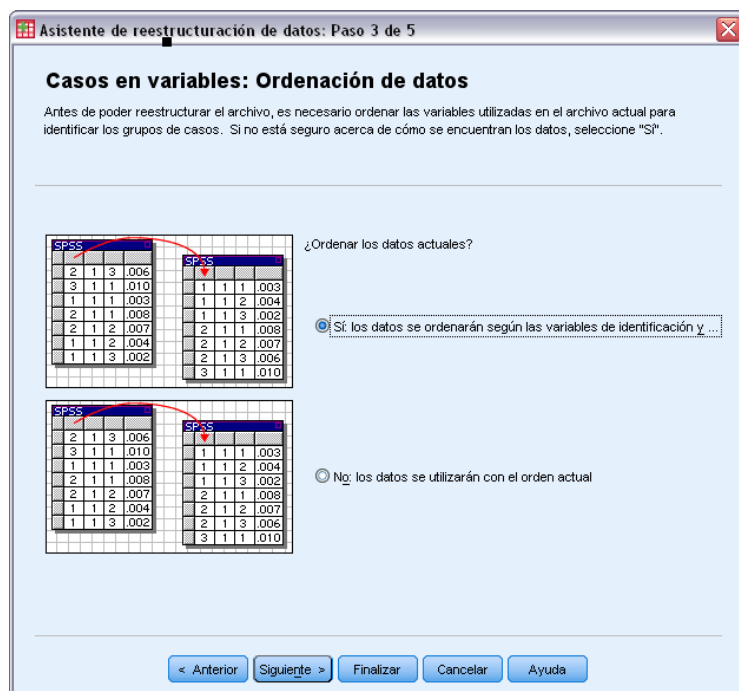 Asistente de reestructuración de datos: Paso 3 de 5
Casos en variables: Ordenación de datos
Antes de poder reestructurar el archivo, es necesario ordenar las variables utilizadas en el archivo actual para
identificar los grupos de casos. Si no está seguro acerca de cómo se encuentran los datos, seleccione "Sí".
¿Ordenar los datos actuales?
SPSS
2 1 3 .006
3 1 1 .010
1 1 1 .003
2 1 1 .008
2 1 2 .007
1 1 2 .004
1 1 3 .002
SPSS
1 1 1 .003
1 1 2 .004
1 1 3 .002
2 1 1 .008
2 1 2 .007
2 1 3 .006
3 1 1 .010
Sí: los datos se ordenarán según las variables de identificación y ...
SPSS
2 1 3 .006
3 1 1 .010
1 1 1 .003
2 1 1 .008
2 1 2 .007
1 1 2 .004
1 1 3 .002
SPSS
1 1 1 .003
1 1 2 .004
1 1 3 .002
2 1 1 .008
2 1 2 .007
2 1 3 .006
3 1 1 .010
No: los datos se utilizarán con el orden actual
< Anterior
Siguiente >
Finalizar
Cancelar
Ayuda